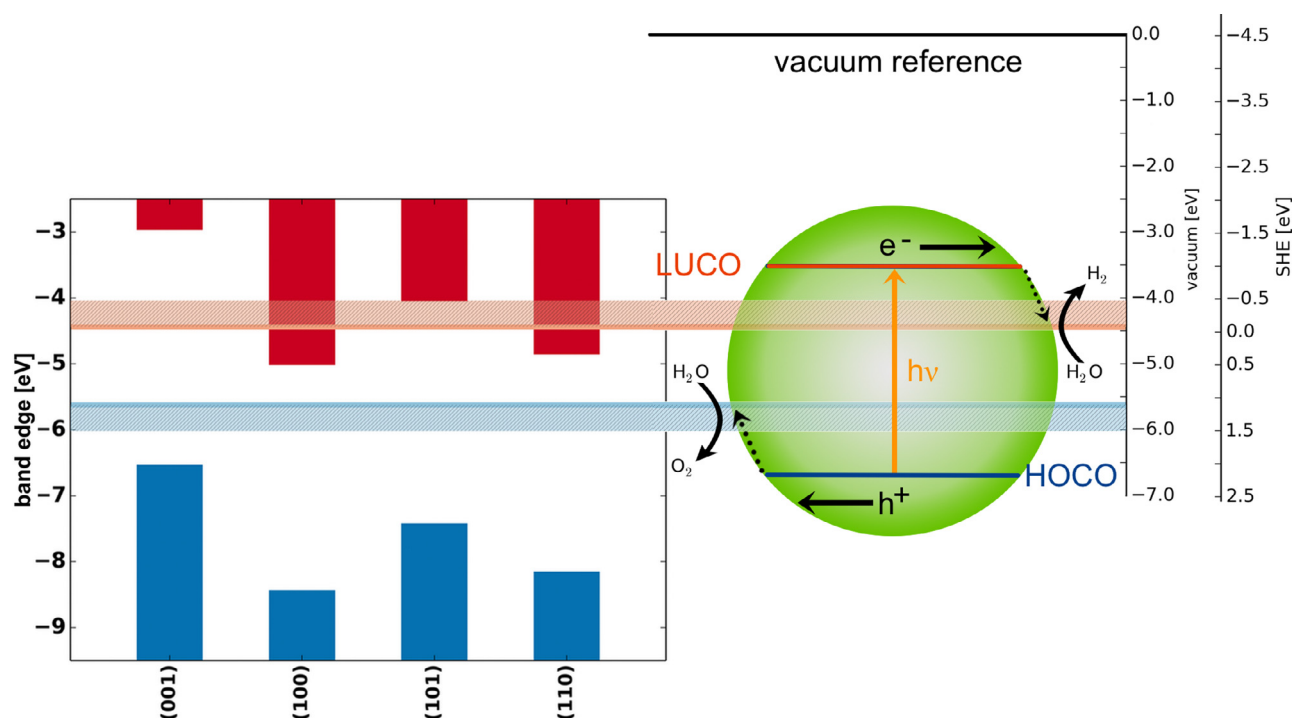 vacuum reference
0.0
−1.0
−2.0
−3.0
−4.0
−5.0
−6.0
−7.0
vacuum [eV]
−4.5
−3.5
−2.5
−1.5
−0.5
0.0
0.5
1.5
2.5
SHE [eV]
band edge [eV]
−3
−4
−5
−6
−7
−8
−9
(001)
(100)
(101)
(110)
LUCO
e⁻
H₂
H₂O
hν
H₂O
O₂
HOCO
h⁺